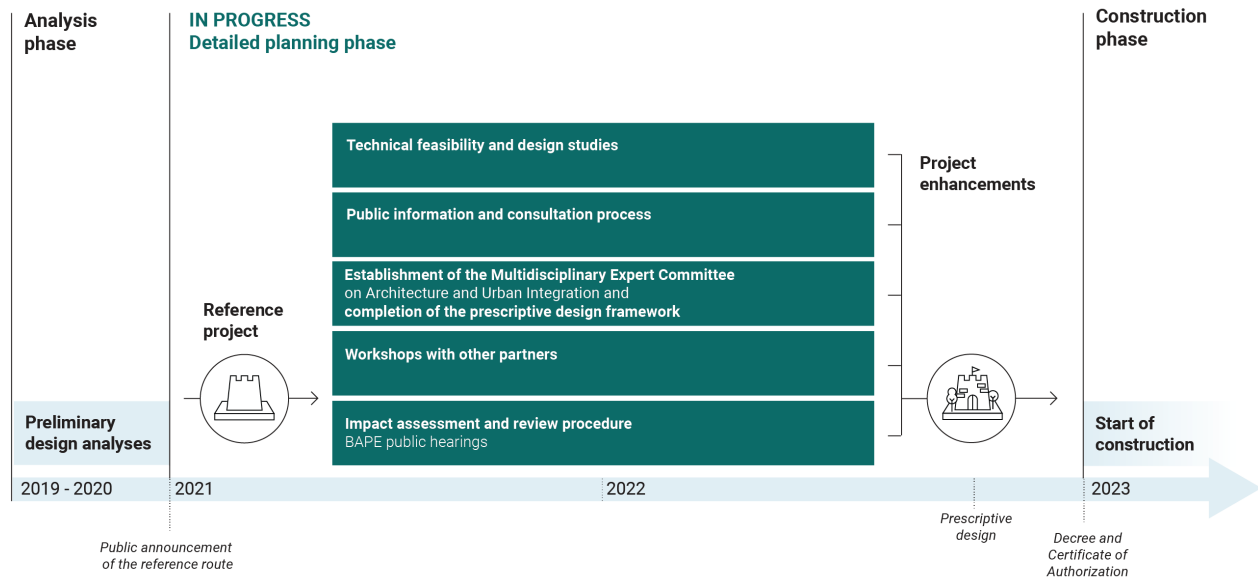 Analysis
phase
IN PROGRESS
Detailed planning phase
Construction
phase
Technical feasibility and design studies
Public information and consultation process
Establishment of the Multidisciplinary Expert Committee
on Architecture and Urban Integration and
completion of the prescriptive design framework
Workshops with other partners
Impact assessment and review procedure
BAPE public hearings
Project
enhancements
Reference
project
Preliminary
design analyses
Start of
construction
2019 - 2020
2021
2022
2023
Public announcement
of the reference route
Prescriptive
design
Decree and
Certificate of
Authorization